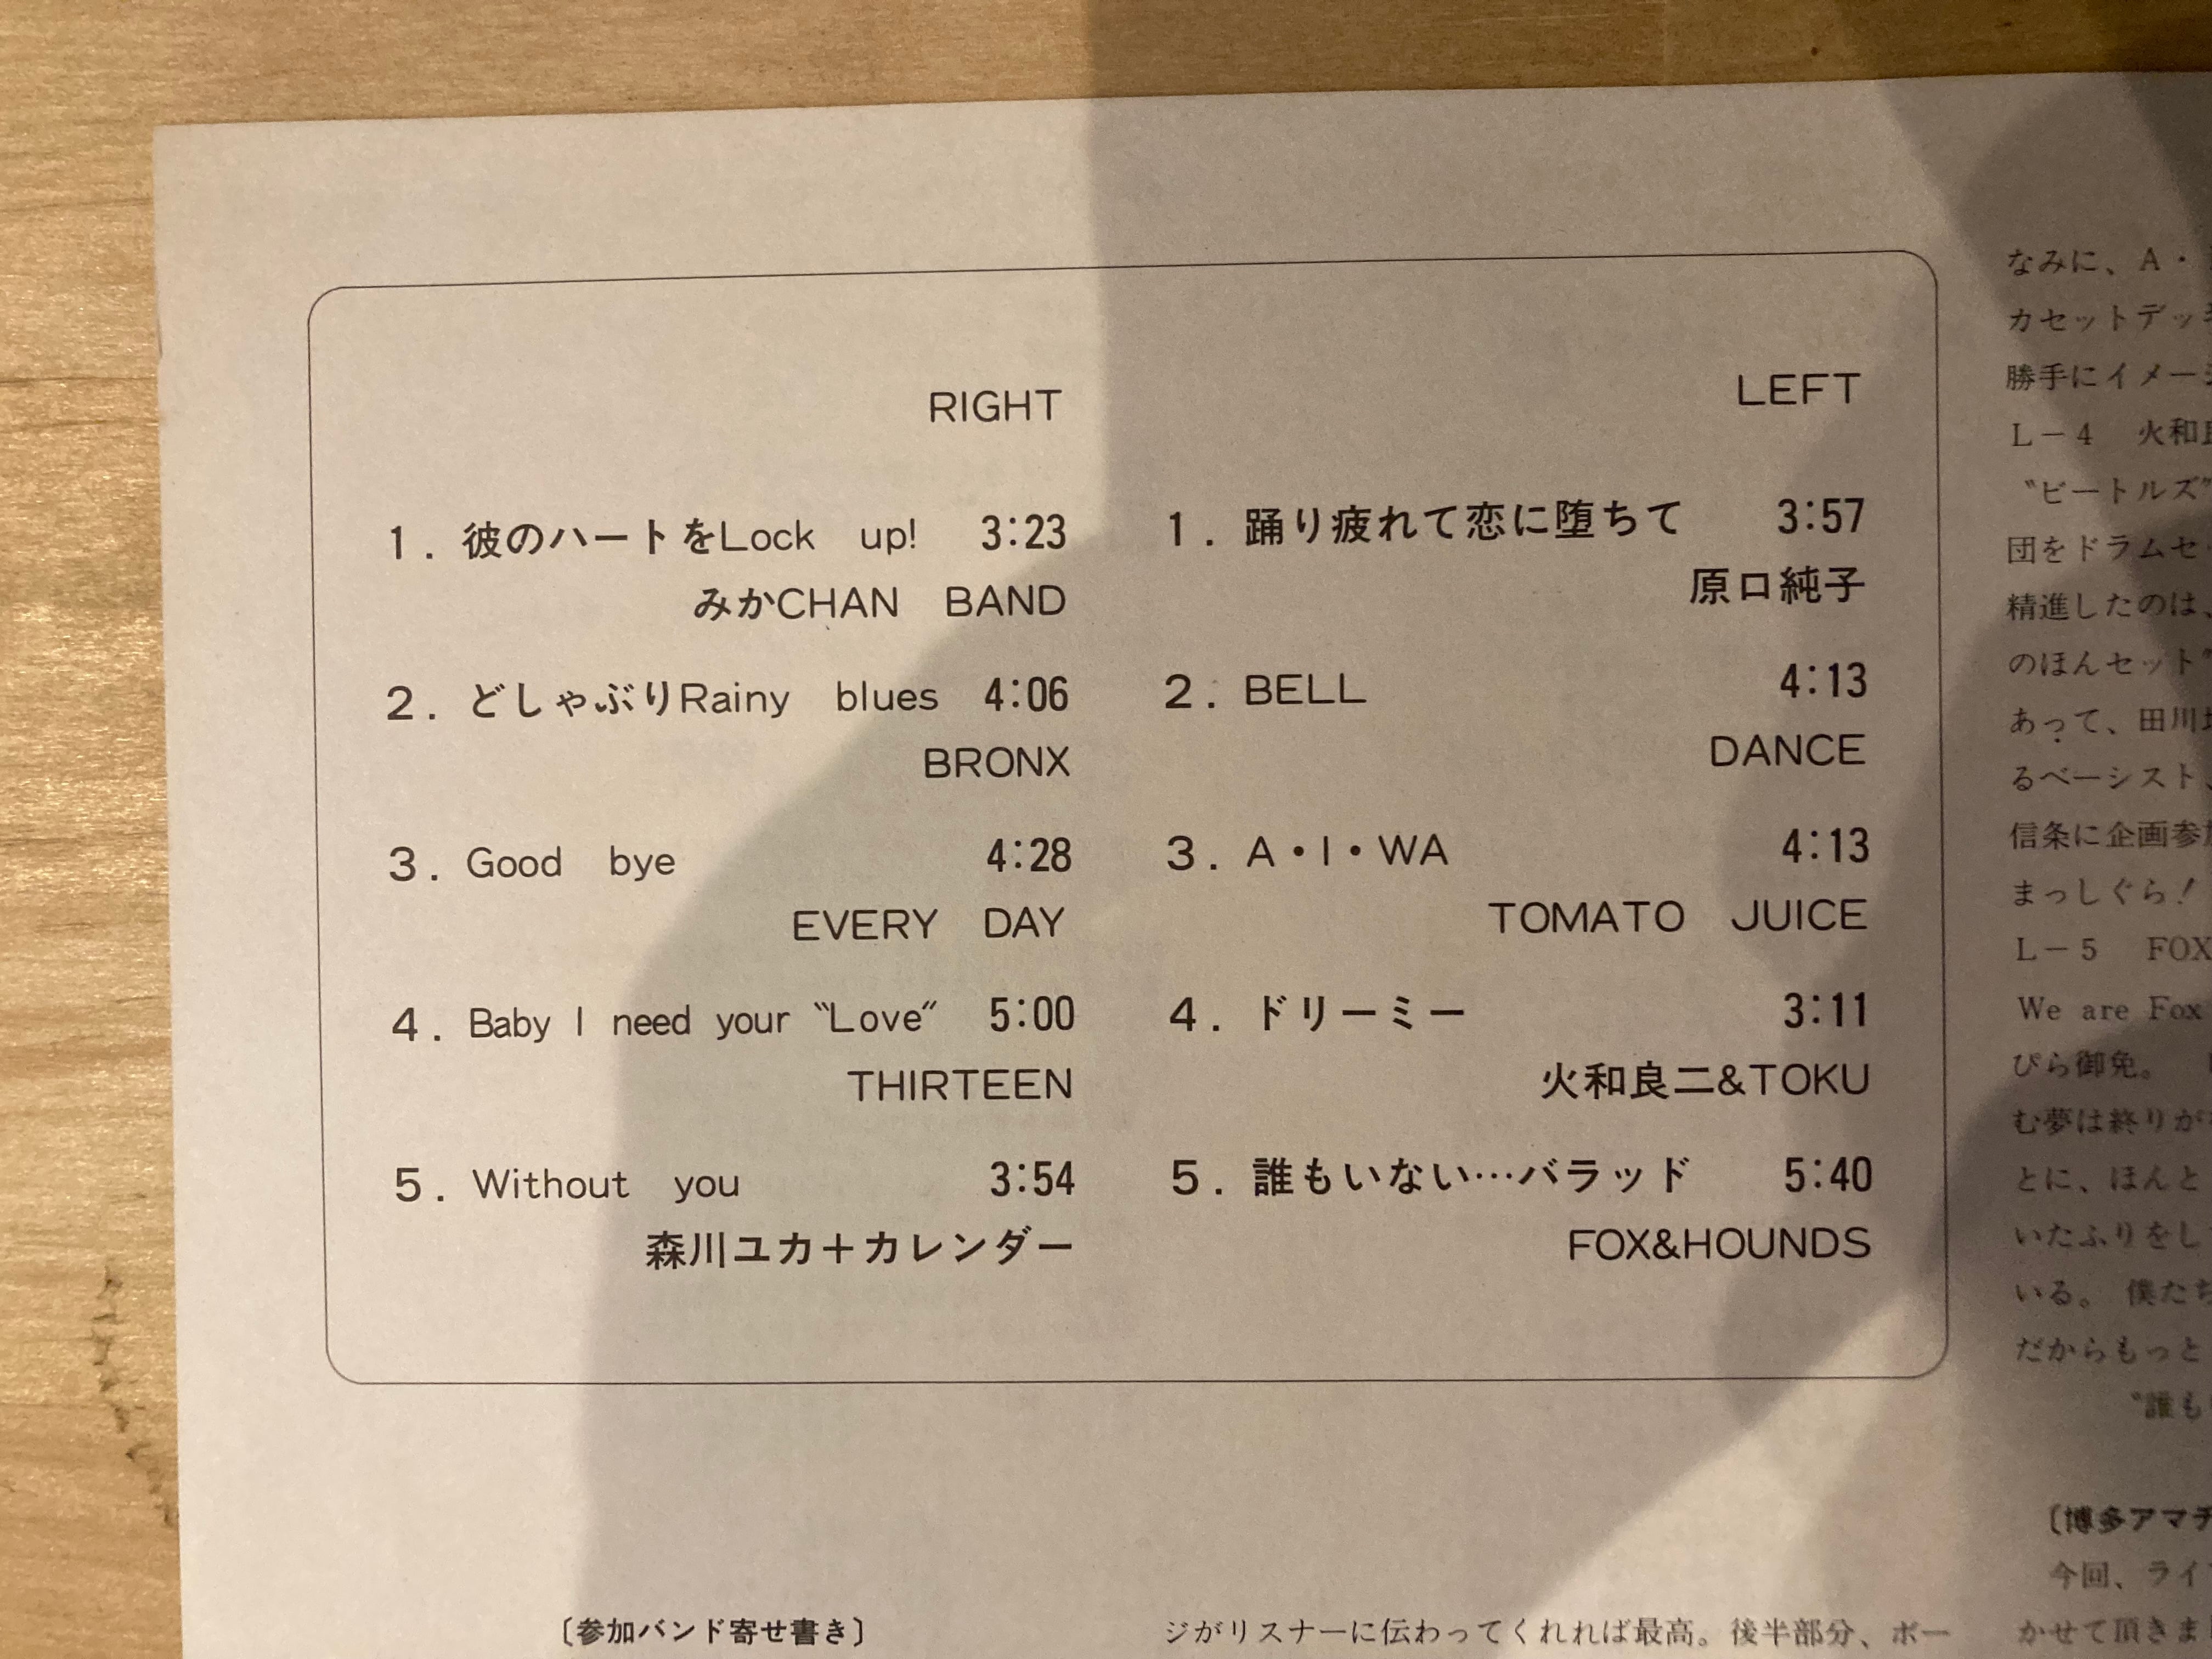 RIGHT
1. 彼のハートをLock up! 3:23
みかCHAN BAND
2. どしゃぶりRainy blues 4:06
BRONX
3. Good bye 4:28
EVERY DAY
4. Baby I need your “Love” 5:00
THIRTEEN
5. Without you 3:54
森川ユカ+カレンダー
LEFT
1. 踊り疲れて恋に堕ちて 3:57
原口純子
2. BELL 4:13
DANCE
3. A・I・WA 4:13
TOMATO JUICE
4. ドリーミー 3:11
火和良二&TOKU
5. 誰もいない…バラッド 5:40
FOX&HOUNDS
〔参加バンド寄せ書き〕
ジがリスナーに伝わってくれれば最高。後半部分、ボー
なみに、A・
カセットデッ
勝手にイメー
L－4 火和
“ビートルズ”
団をドラムセ
精進したのは、
のほんセット”
あって、田川
るベーシスト、
信条に企画参
まっしぐら！
L－5 FOX
We are Fox
ぴら御免。
む夢は終りが
とに、ほんと
いたふりをし
いる。僕たち
だからもっと
“誰も
〔博多アマチ
今回、ライ
かせて頂きま